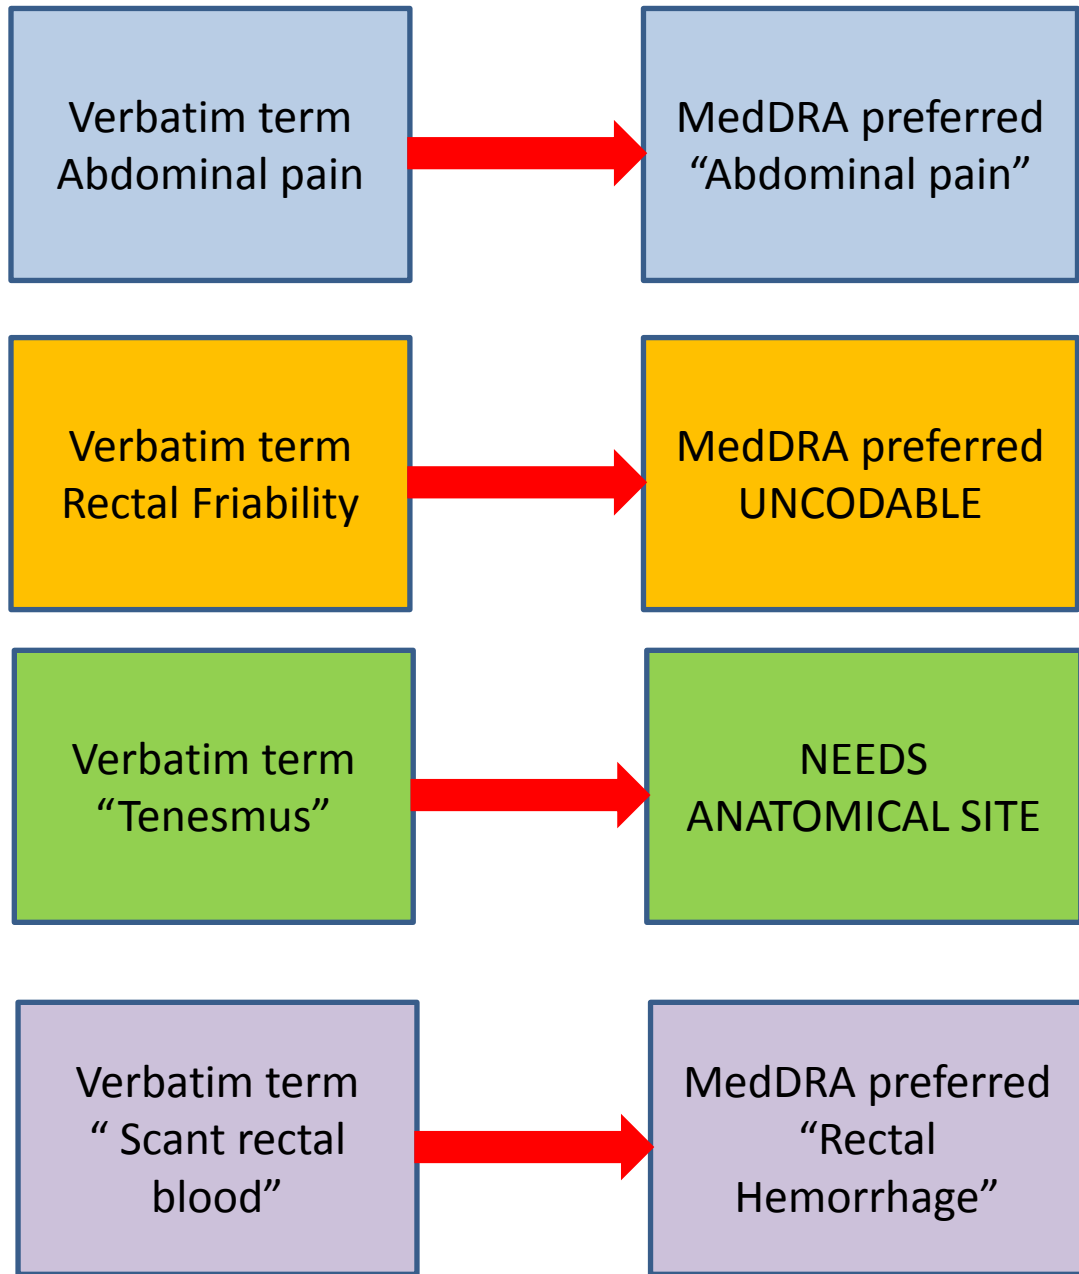 Verbatim term
Abdominal pain
MedDRA preferred
“Abdominal pain”
Verbatim term
Rectal Friability
MedDRA preferred
UNCODABLE
Verbatim term
“Tenesmus”
NEEDS
ANATOMICAL SITE
Verbatim term
“ Scant rectal
blood”
MedDRA preferred
“Rectal
Hemorrhage”